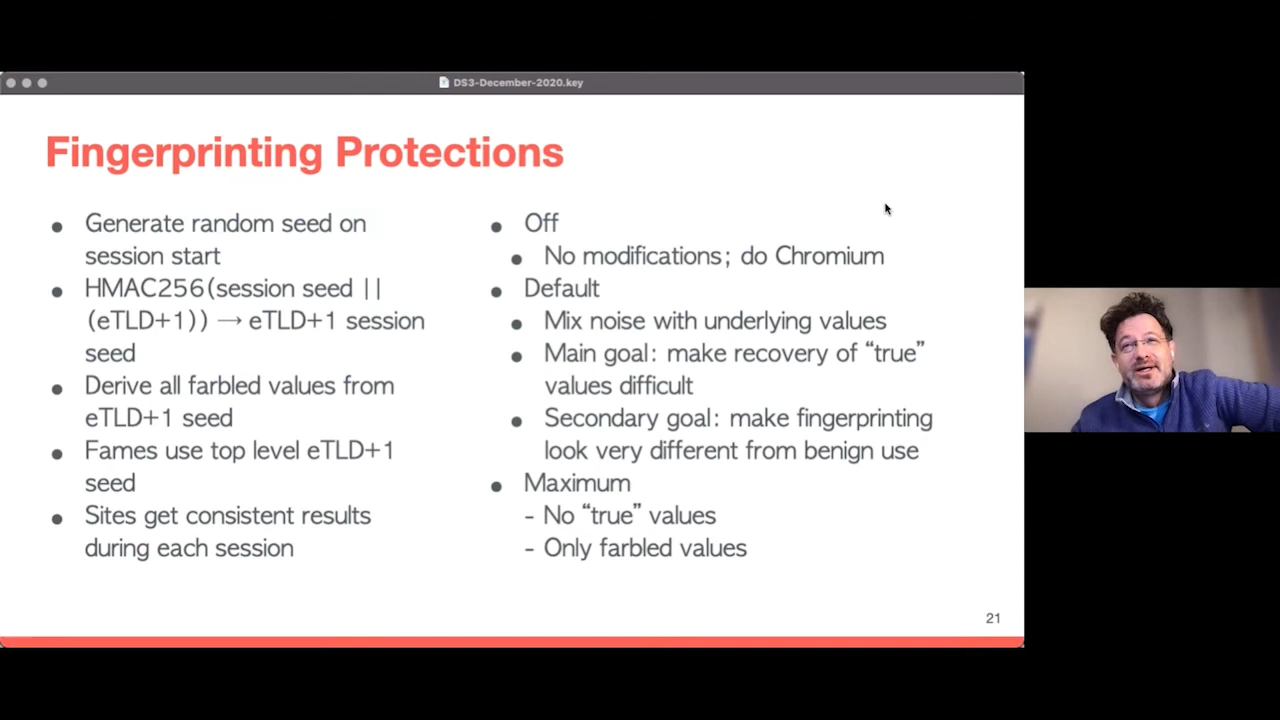 DS3-December-2020.key
Fingerprinting Protections
• Generate random seed on
session start
• HMAC256(session seed ||
(eTLD+1)) → eTLD+1 session
seed
• Derive all farbled values from
eTLD+1 seed
• Fames use top level eTLD+1
seed
• Sites get consistent results
during each session
• Off
• No modifications; do Chromium
• Default
• Mix noise with underlying values
• Main goal: make recovery of “true”
values difficult
• Secondary goal: make fingerprinting
look very different from benign use
• Maximum
- No “true” values
- Only farbled values
21